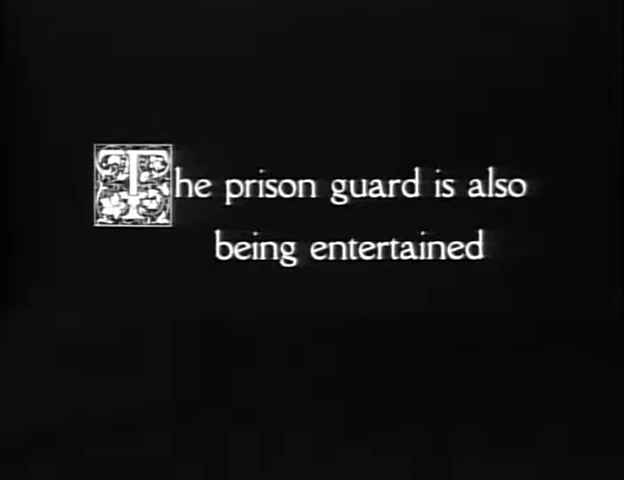 The prison guard is also
being entertained